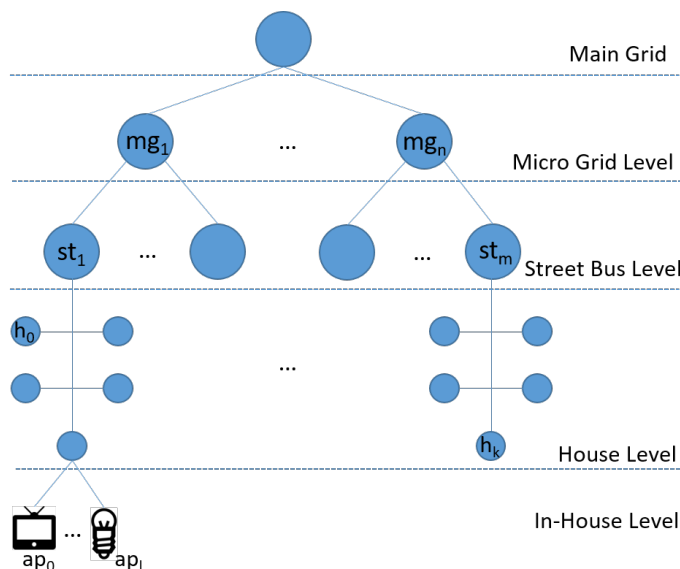 Main Grid
mg₁ ... mgₙ
Micro Grid Level
st₁ ... ... stₘ
Street Bus Level
h₀
...
hₖ
House Level
In-House Level
...
ap₀ apₗ